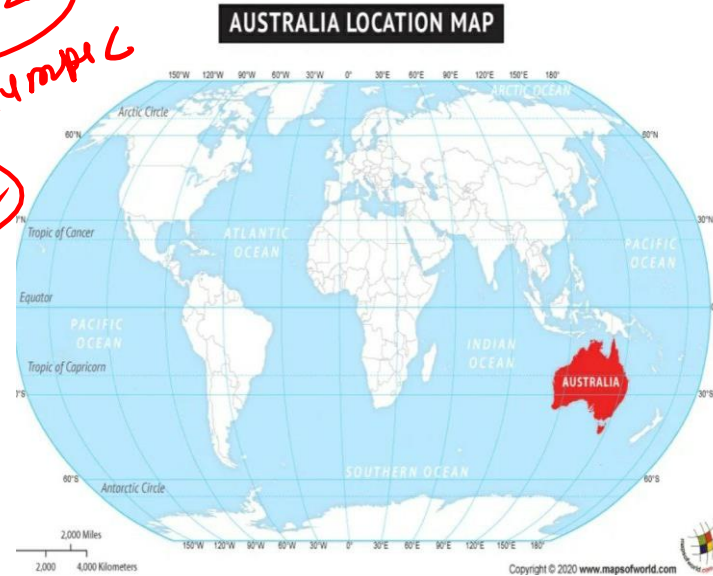 AUSTRALIA LOCATION MAP
150°W 120°W 90°W 60°W 30°W 0° 30°E 60°E 90°E 120°E 150°E 180°
ARCTIC OCEAN
Arctic Circle
60°N 80°N
30°N
Tropic of Cancer
ATLANTIC
OCEAN
PACIFIC
OCEAN
Equator
PACIFIC
OCEAN
INDIAN
OCEAN
Tropic of Capricorn
AUSTRALIA
30°S
60°S 60°S
SOUTHERN OCEAN
Antarctic Circle
150°W 120°W 90°W 60°W 30°W 0° 30°E 60°E 90°E 120°E 150°E 180°
2,000 Miles
2,000 4,000 Kilometers
Copyright © 2020 www.mapsofworld.com